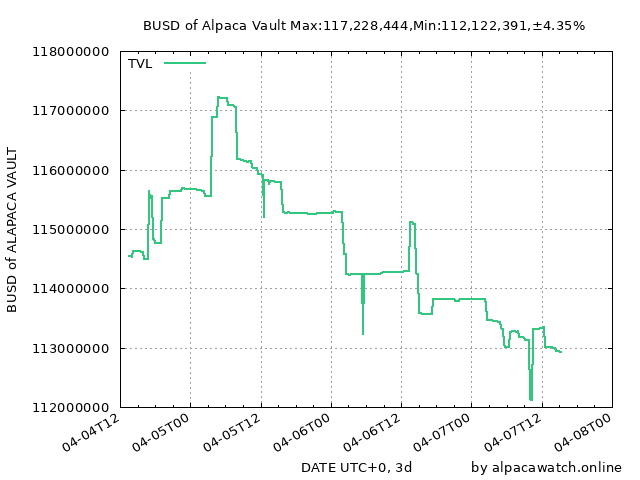 BUSD of Alpaca Vault Max:117,228,444,Min:112,122,391,±4.35%
118000000
TVL
117000000
116000000
115000000
114000000
113000000
112000000
BUSD of ALAPACA VAULT
04-04T12
04-05T00
04-05T12
04-06T00
04-06T12
04-07T00
04-07T12
04-08T00
DATE UTC+0, 3d
by alpacawatch.online